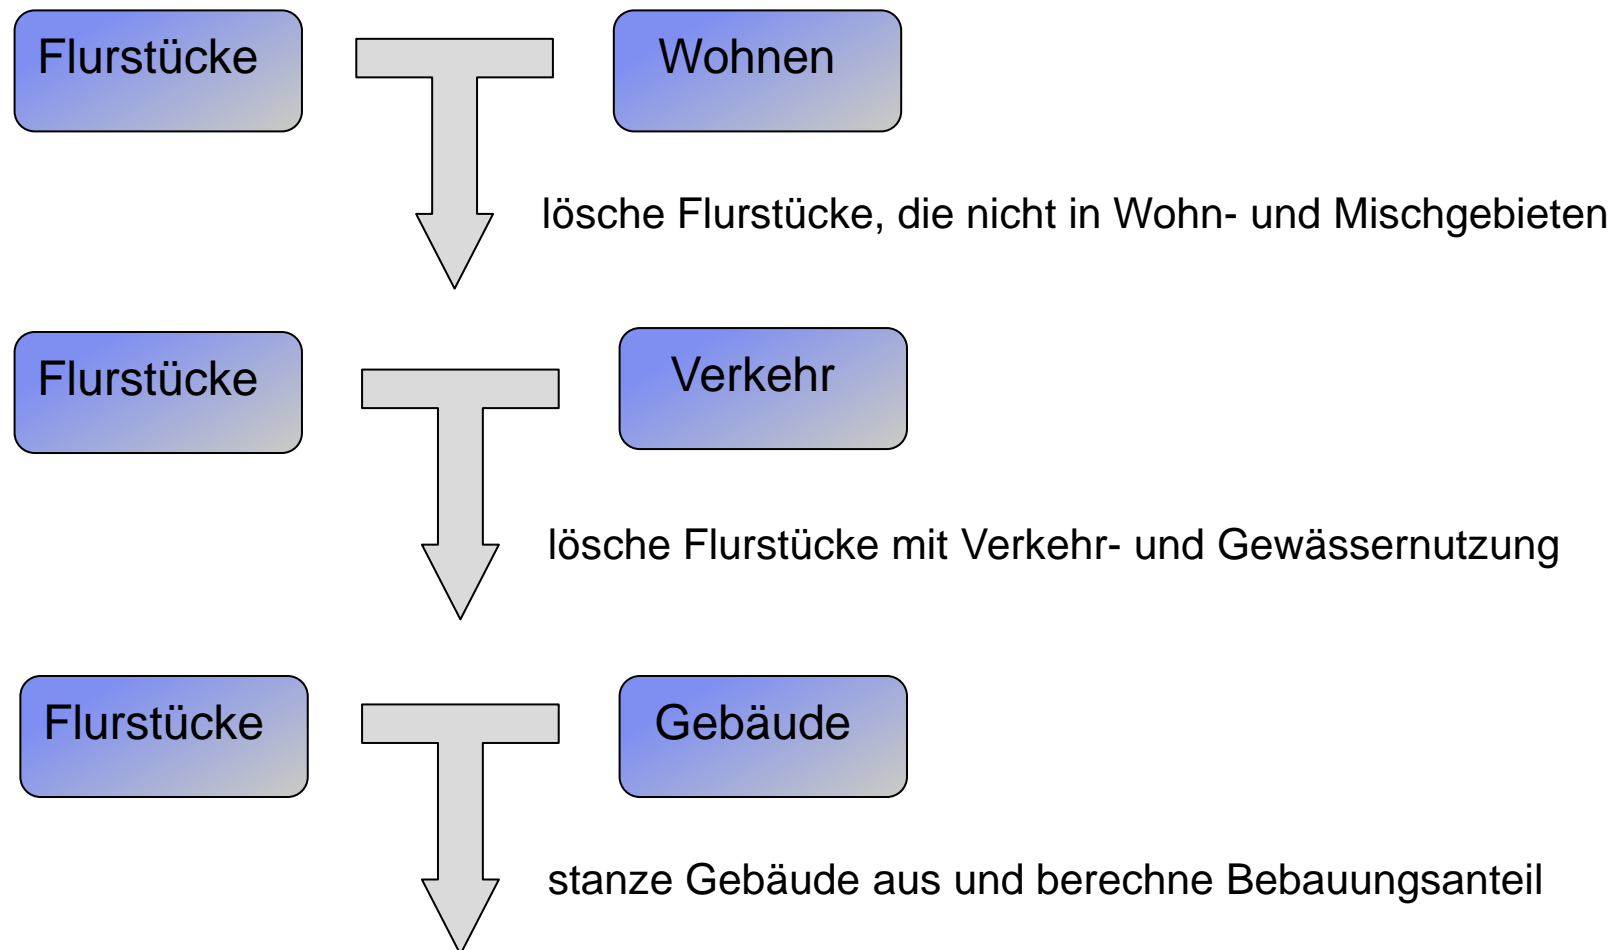 Flurstücke
Wohnen
lösche Flurstücke, die nicht in Wohn- und Mischgebieten
Flurstücke
Verkehr
lösche Flurstücke mit Verkehr- und Gewässernutzung
Flurstücke
Gebäude
stanze Gebäude aus und berechne Bebauungsanteil